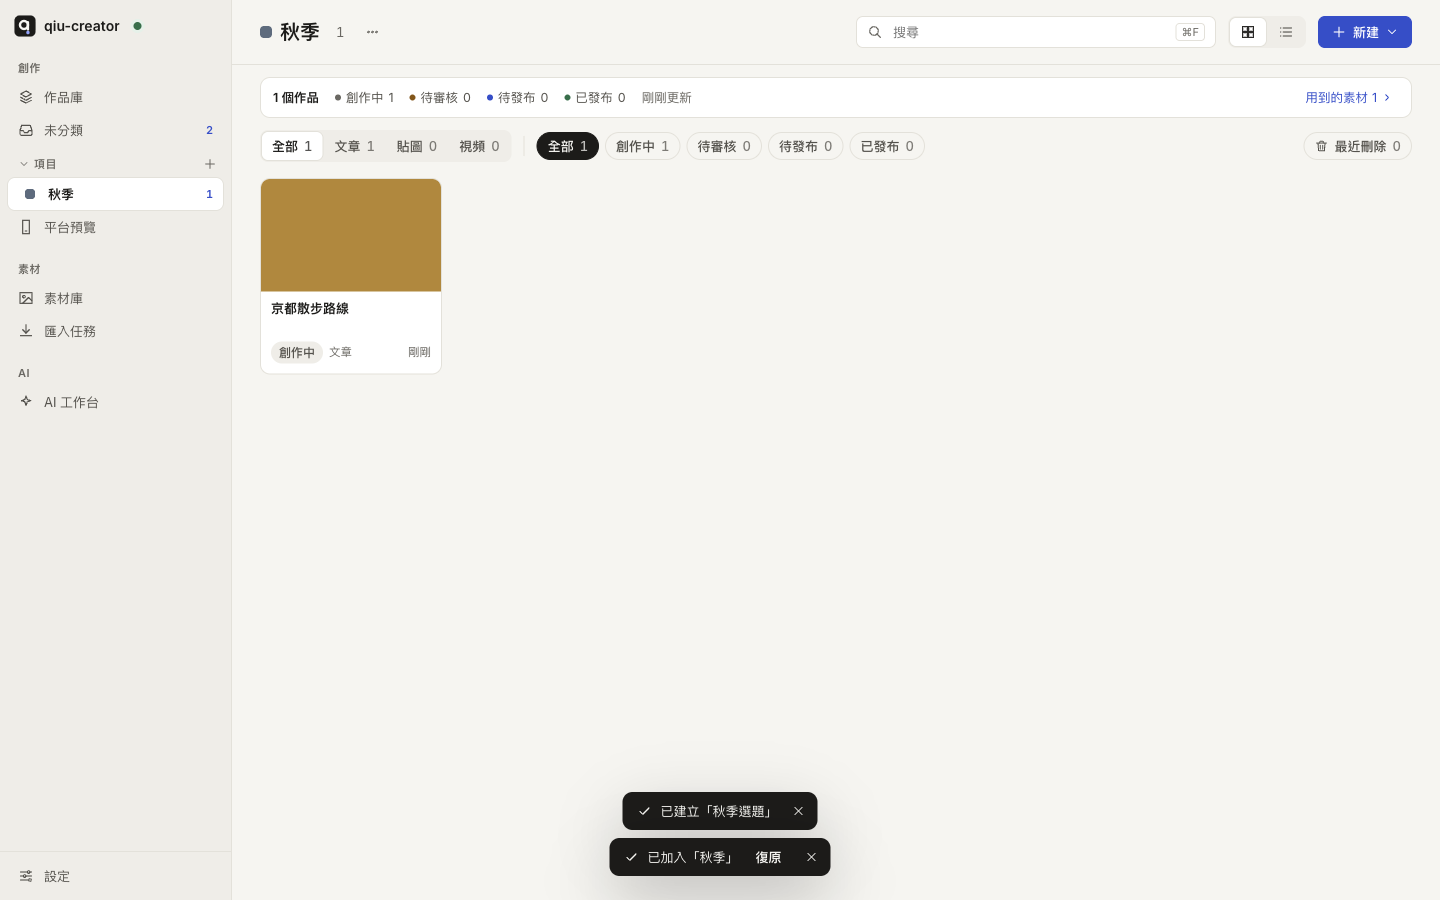 qiu-creator
創作
作品庫
未分類 2
項目
秋季 1
平台預覽
素材
素材庫
匯入任務
AI
AI 工作台
設定
秋季 1
搜尋 ⌘F
新建
1 個作品 創作中 1 待審核 0 待發布 0 已發布 0 剛剛更新 用到的素材 1
全部 1 文章 1 貼圖 0 視頻 0 全部 1 創作中 1 待審核 0 待發布 0 已發布 0 最近刪除 0
京都散步路線
創作中 文章 剛剛
已建立「秋季選題」
已加入「秋季」 復原